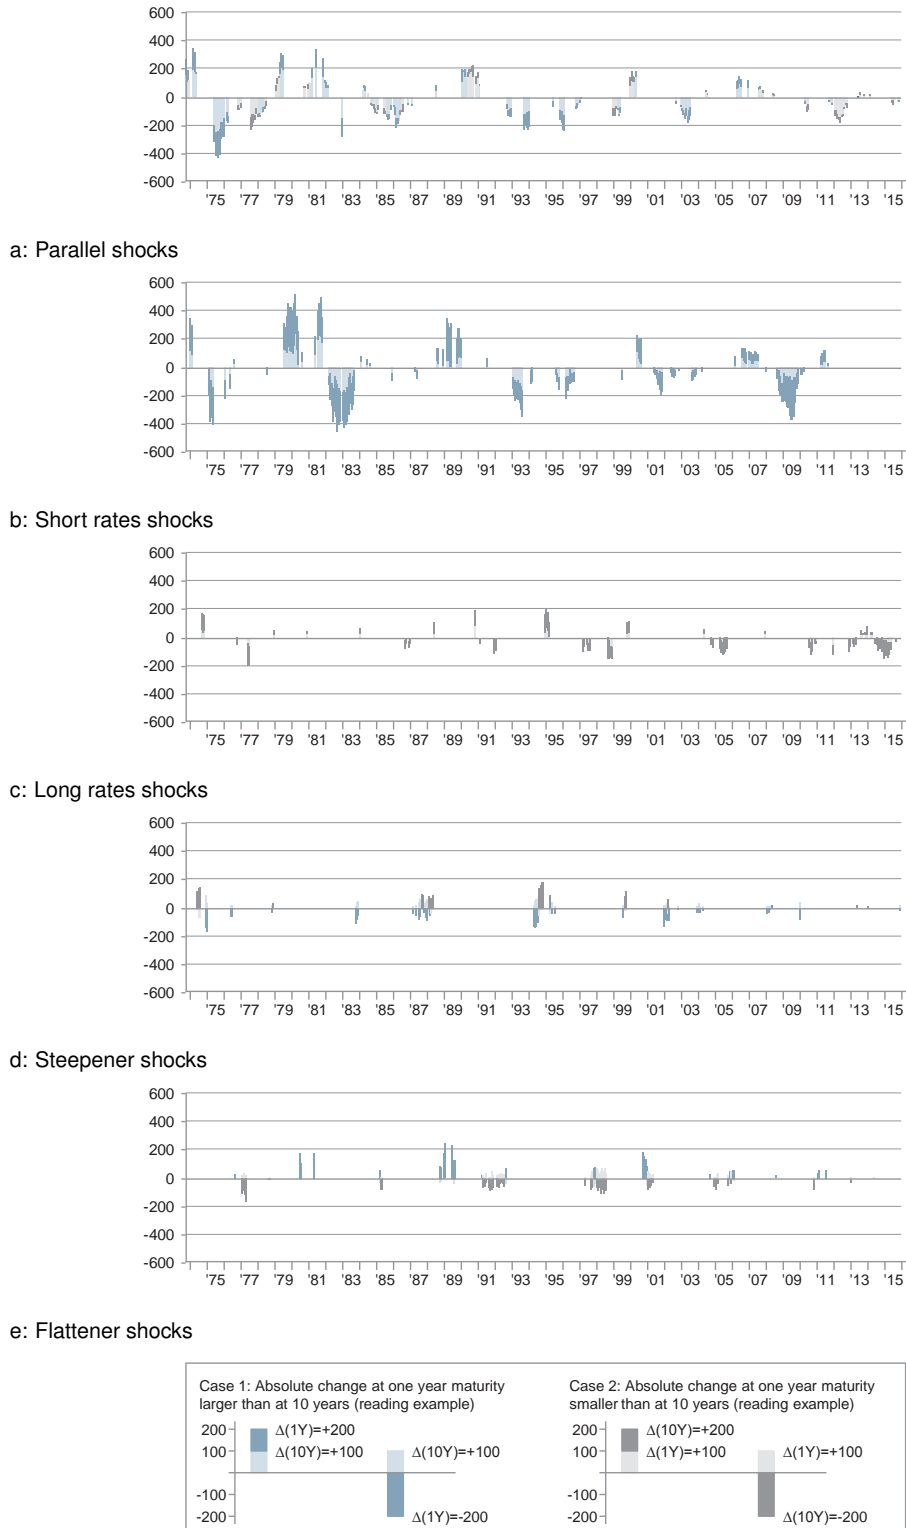 600
400
200
0
-200
-400
-600
'75 '77 '79 '81 '83 '85 '87 '89 '91 '93 '95 '97 '99 '01 '03 '05 '07 '09 '11 '13 '15
a: Parallel shocks
600
400
200
0
-200
-400
-600
'75 '77 '79 '81 '83 '85 '87 '89 '91 '93 '95 '97 '99 '01 '03 '05 '07 '09 '11 '13 '15
b: Short rates shocks
600
400
200
0
-200
-400
-600
'75 '77 '79 '81 '83 '85 '87 '89 '91 '93 '95 '97 '99 '01 '03 '05 '07 '09 '11 '13 '15
c: Long rates shocks
600
400
200
0
-200
-400
-600
'75 '77 '79 '81 '83 '85 '87 '89 '91 '93 '95 '97 '99 '01 '03 '05 '07 '09 '11 '13 '15
d: Steepener shocks
600
400
200
0
-200
-400
-600
'75 '77 '79 '81 '83 '85 '87 '89 '91 '93 '95 '97 '99 '01 '03 '05 '07 '09 '11 '13 '15
e: Flattener shocks
Case 1: Absolute change at one year maturity
larger than at 10 years (reading example)
200 Δ(1Y)=+200
100 Δ(10Y)=+100 Δ(10Y)=+100
-100
-200 Δ(1Y)=-200
Case 2: Absolute change at one year maturity
smaller than at 10 years (reading example)
200 Δ(10Y)=+200
100 Δ(1Y)=+100 Δ(1Y)=+100
-100
-200 Δ(10Y)=-200